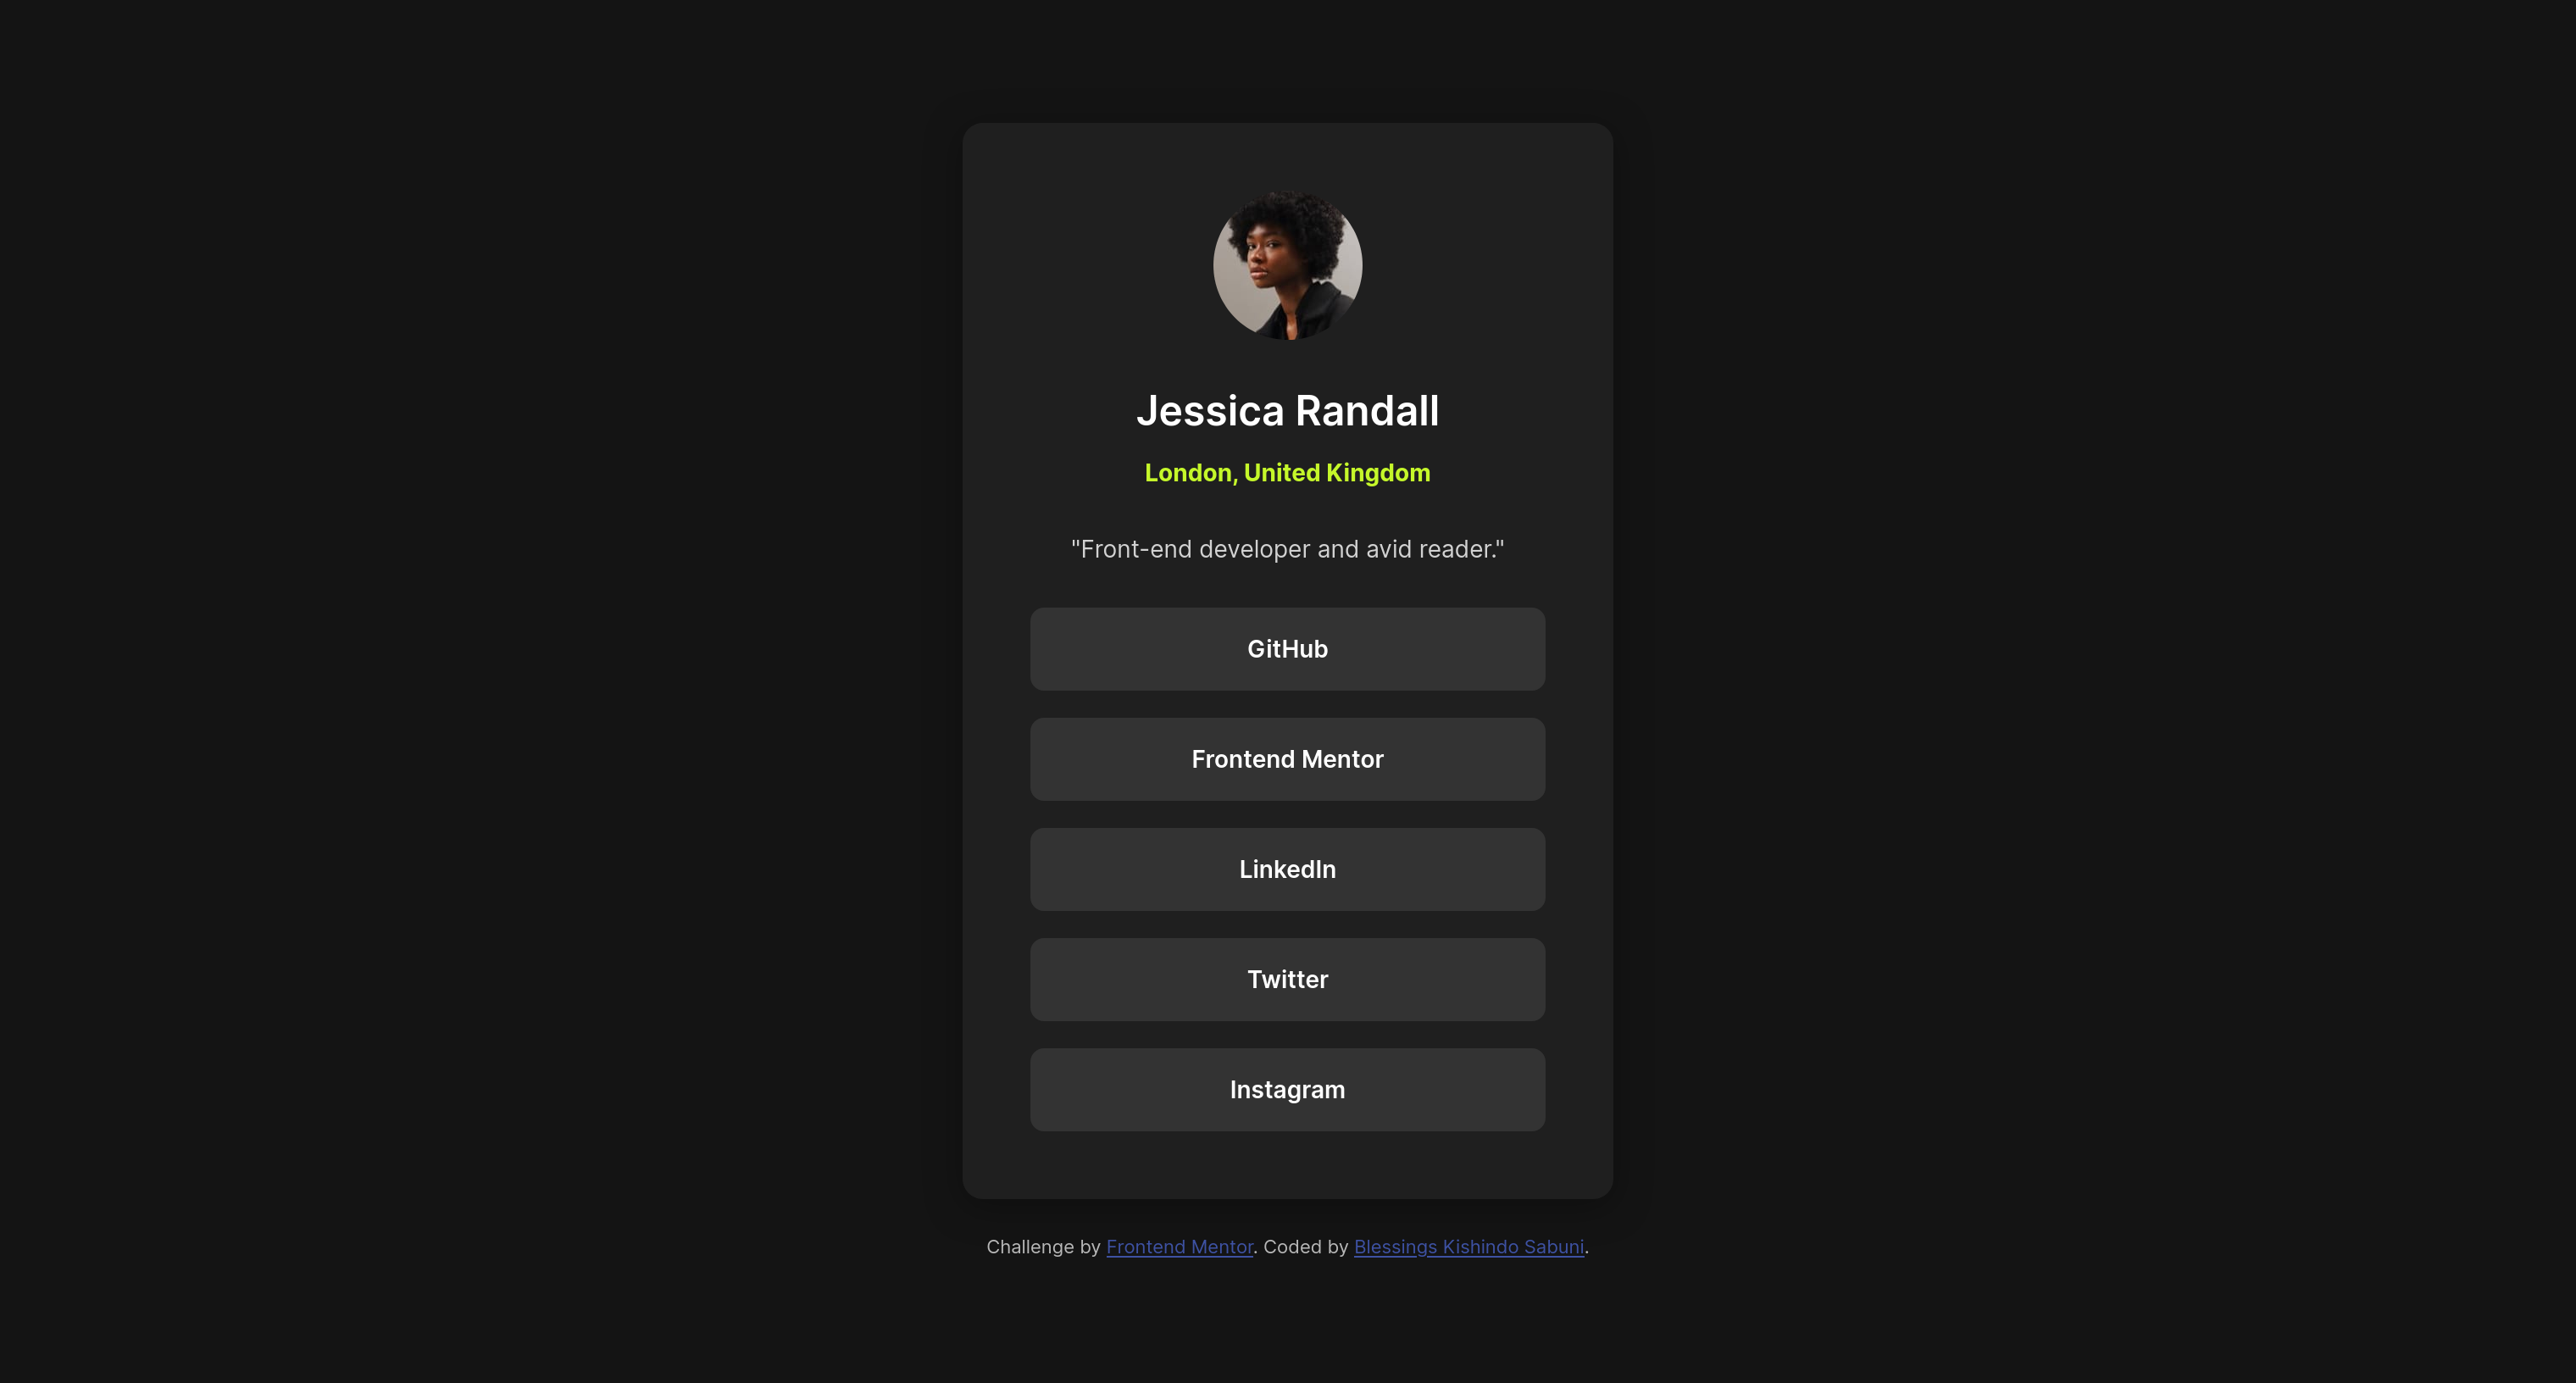 Jessica Randall
London, United Kingdom
"Front-end developer and avid reader."
GitHub
Frontend Mentor
LinkedIn
Twitter
Instagram
Challenge by Frontend Mentor. Coded by Blessings Kishindo Sabuni.